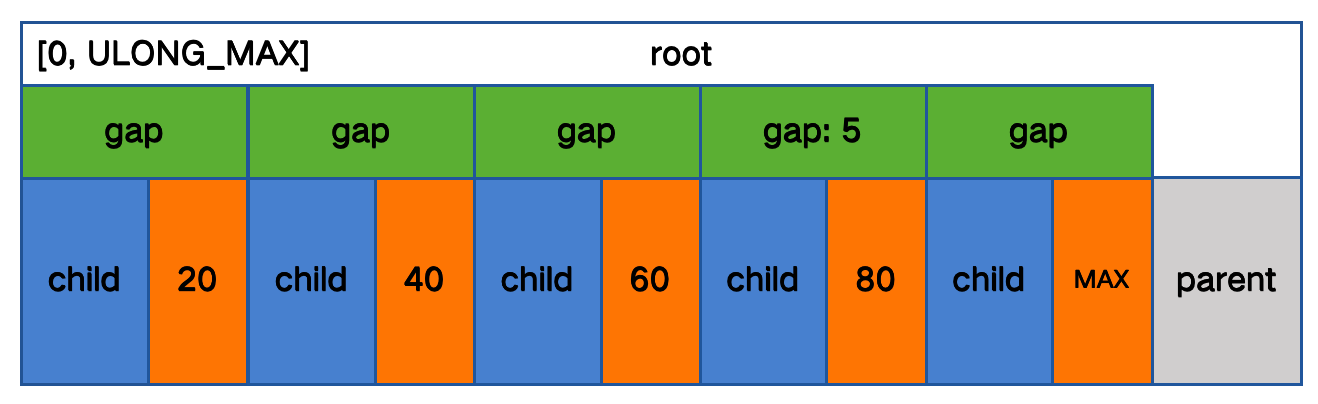 [0, ULONG_MAX] root
gap gap gap gap: 5 gap
child 20 child 40 child 60 child 80 child MAX parent